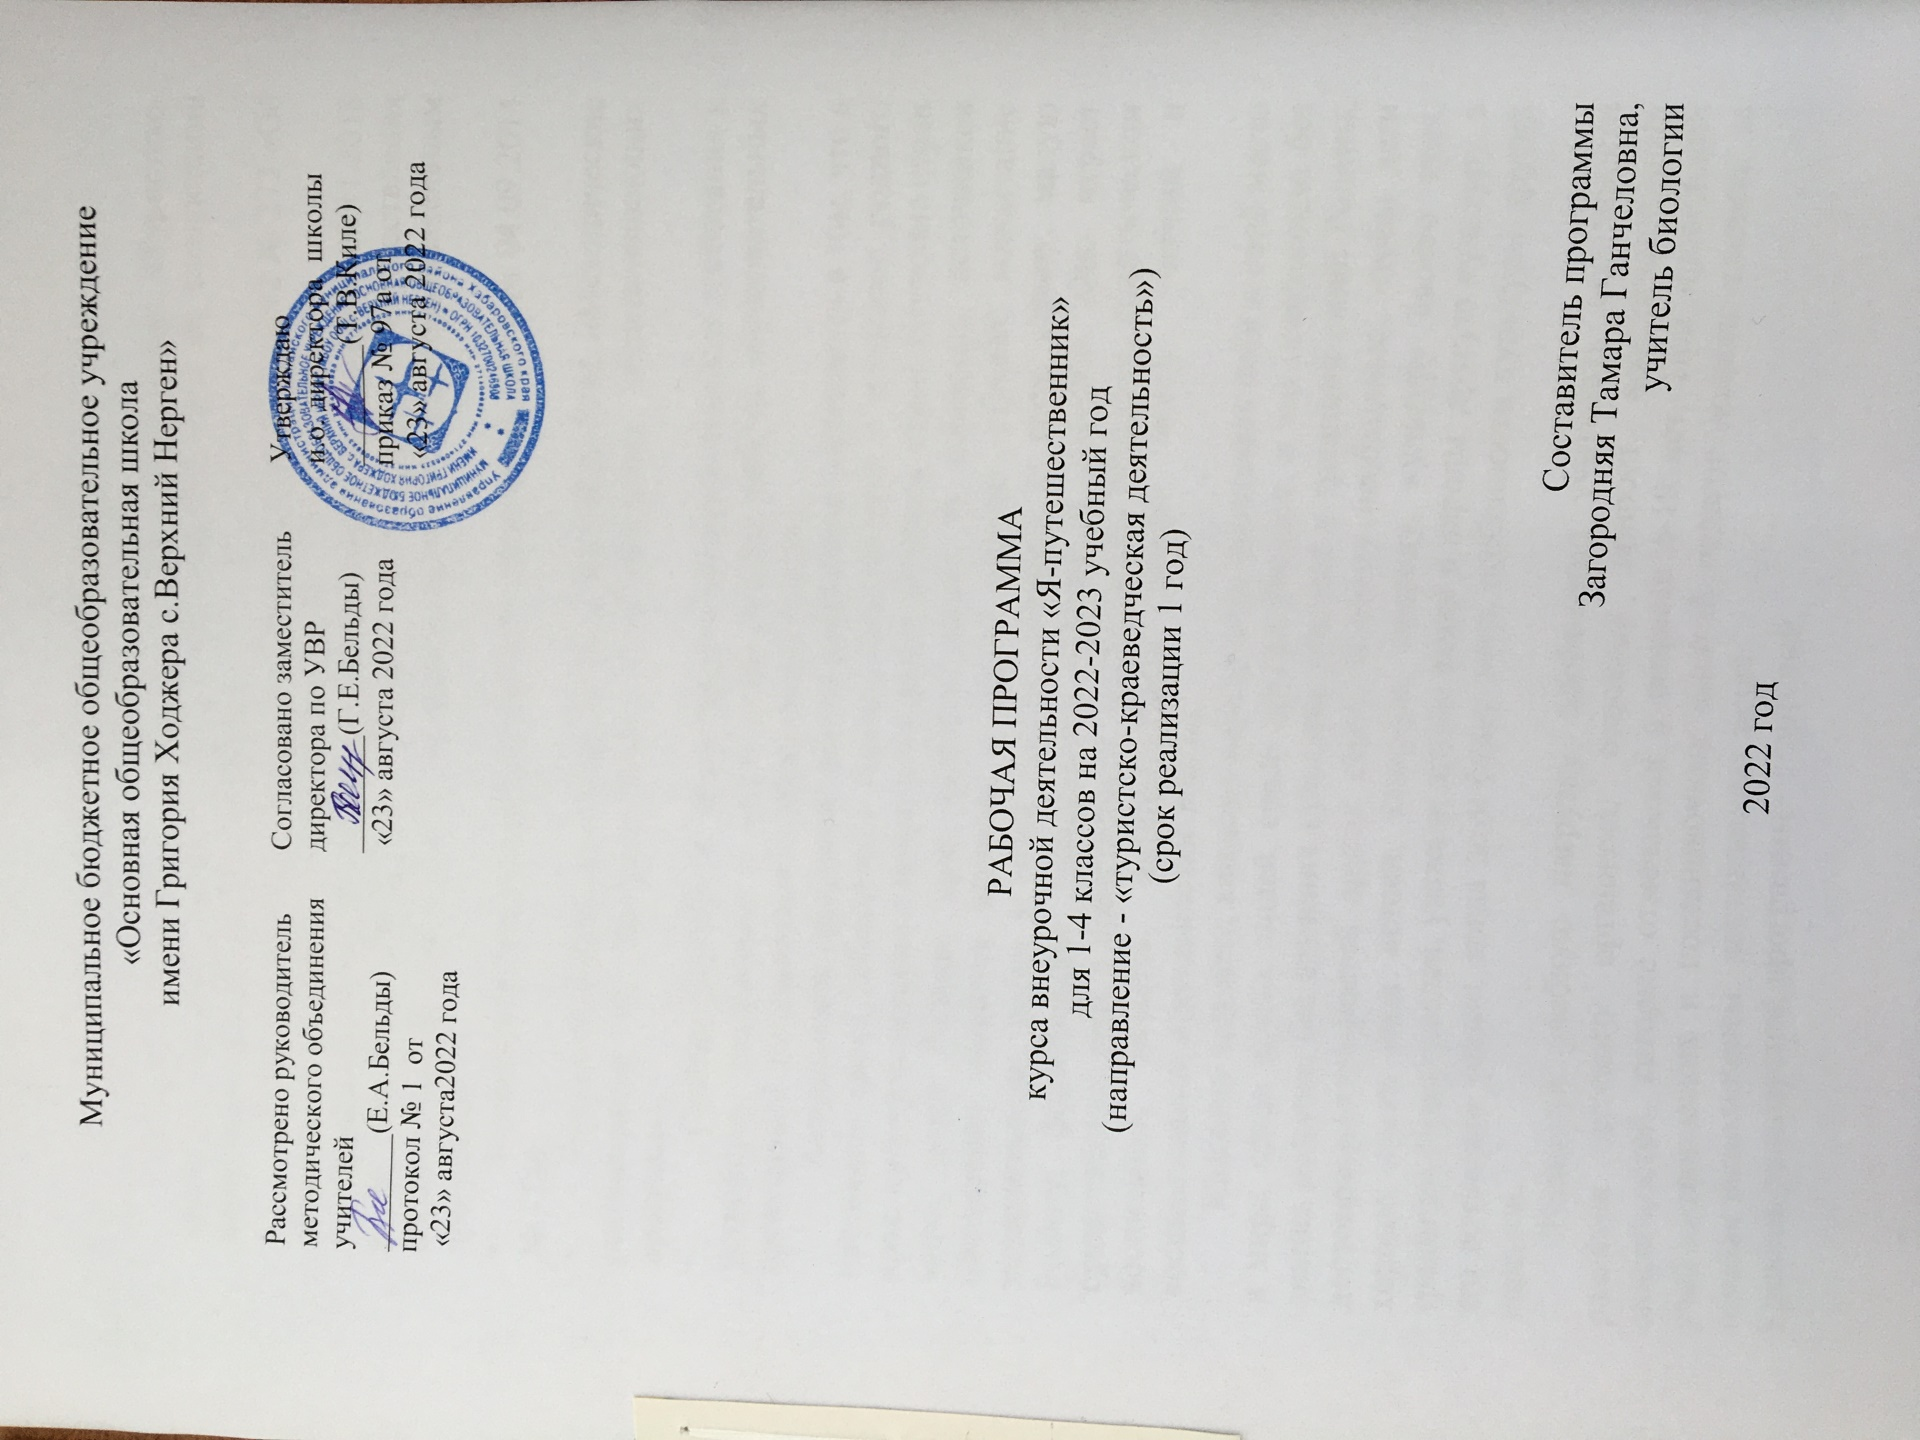 Муниципальное бюджетное общеобразовательное учреждение
«Основная общеобразовательная школа
имени Григория Ходжера с.Верхний Нерген»
Рассмотрено руководитель
методического объединения
учителей
(Е.А.Бельды)
протокол № 1 от
«23» августа2022 года
Согласовано заместитель
директора по УВР
(Г.Е.Бельды)
«23» августа 2022 года
Утверждаю
и.о. директора школы
(Т.В.Киле)
приказ № 97а от
«23» августа 2022 года
РАБОЧАЯ ПРОГРАММА
курса внеурочной деятельности «Я-путешественник»
для 1-4 классов на 2022-2023 учебный год
(направление - «туристско-краеведческая деятельность»)
(срок реализации 1 год)
Составитель программы
Загородняя Тамара Ганчеловна,
учитель биологии
2022 год